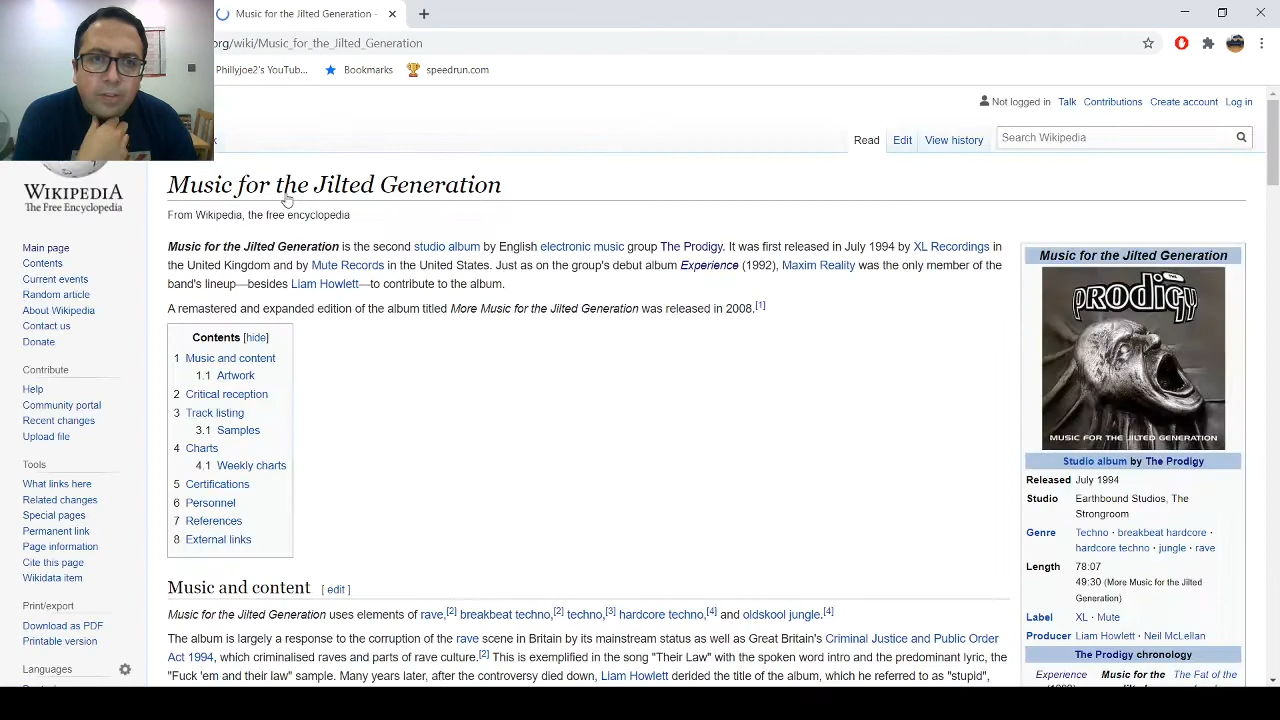 Music for the Jilted Generation -
org/wiki/Music_for_the_Jilted_Generation
Phillyjoe2's YouTub...
Bookmarks
speedrun.com
Not logged in Talk Contributions Create account Log in
Read Edit View history
Search Wikipedia
WIKIPEDIA
The Free Encyclopedia
Main page
Contents
Current events
Random article
About Wikipedia
Contact us
Donate
Contribute
Help
Community portal
Recent changes
Upload file
Tools
What links here
Related changes
Special pages
Permanent link
Page information
Cite this page
Wikidata item
Print/export
Download as PDF
Printable version
Languages
Music for the Jilted Generation
From Wikipedia, the free encyclopedia
Music for the Jilted Generation is the second studio album by English electronic music group The Prodigy. It was first released in July 1994 by XL Recordings in
the United Kingdom and by Mute Records in the United States. Just as on the group's debut album Experience (1992), Maxim Reality was the only member of the
band's lineup—besides Liam Howlett—to contribute to the album.
A remastered and expanded edition of the album titled More Music for the Jilted Generation was released in 2008.[1]
Contents [hide]
1 Music and content
1.1 Artwork
2 Critical reception
3 Track listing
3.1 Samples
4 Charts
4.1 Weekly charts
5 Certifications
6 Personnel
7 References
8 External links
Music and content [ edit ]
Music for the Jilted Generation uses elements of rave,[2] breakbeat techno,[2] techno,[3] hardcore techno,[4] and oldskool jungle.[4]
The album is largely a response to the corruption of the rave scene in Britain by its mainstream status as well as Great Britain's Criminal Justice and Public Order
Act 1994, which criminalised raves and parts of rave culture.[2] This is exemplified in the song "Their Law" with the spoken word intro and the predominant lyric, the
"Fuck 'em and their law" sample. Many years later, after the controversy died down, Liam Howlett derided the title of the album, which he referred to as "stupid",
Music for the Jilted Generation
the
prodigy
MUSIC FOR THE JILTED GENERATION
Studio album by The Prodigy
Released July 1994
Studio Earthbound Studios, The
Strongroom
Genre Techno · breakbeat hardcore ·
hardcore techno · jungle · rave
Length 78:07
49:30 (More Music for the Jilted
Generation)
Label XL · Mute
Producer Liam Howlett · Neil McLellan
The Prodigy chronology
Experience Music for the The Fat of the